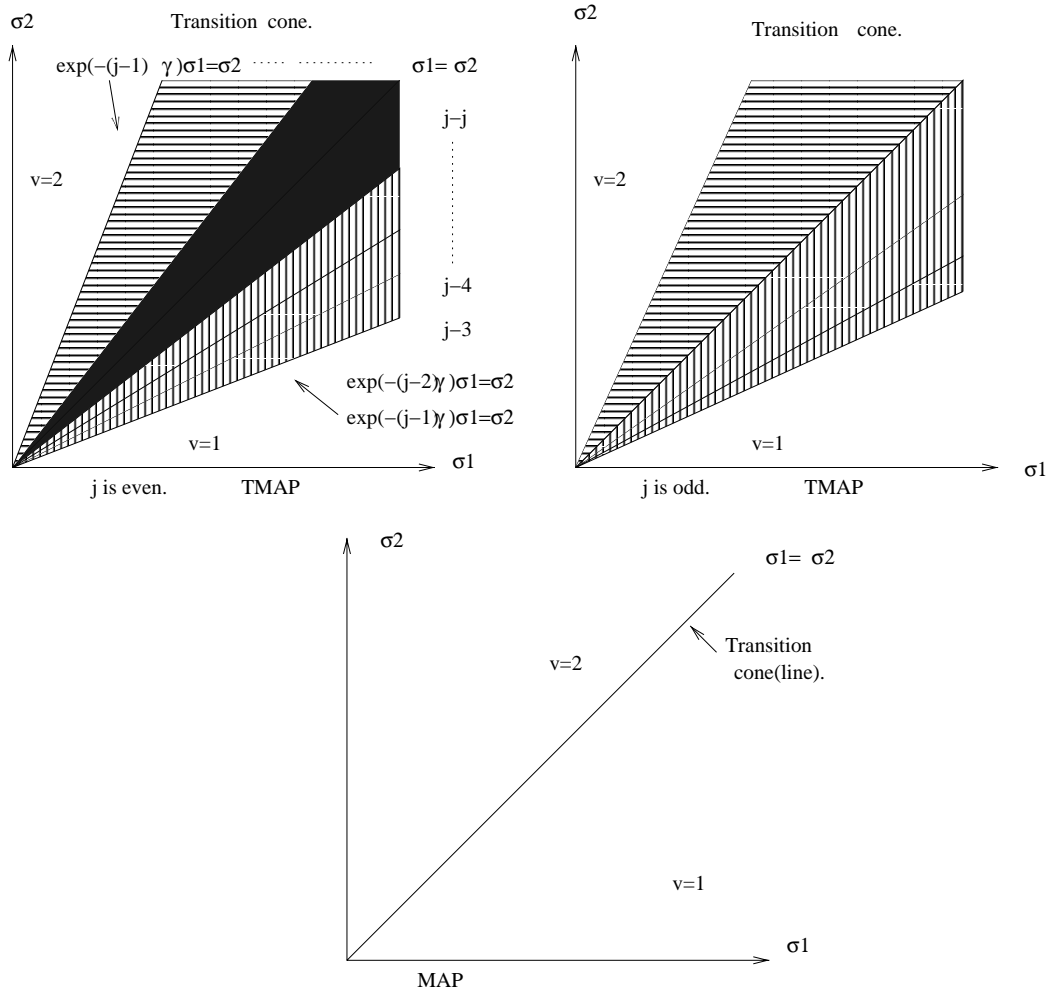 σ2
Transition cone.
exp(−(j−1) γ)σ1=σ2
σ1= σ2
j−j
v=2
j−4
j−3
exp(−(j−2)γ)σ1=σ2
exp(−(j−1)γ)σ1=σ2
v=1
σ1
j is even.
TMAP
σ2
Transition cone.
v=2
v=1
σ1
j is odd.
TMAP
σ2
σ1= σ2
Transition
cone(line).
v=2
v=1
σ1
MAP